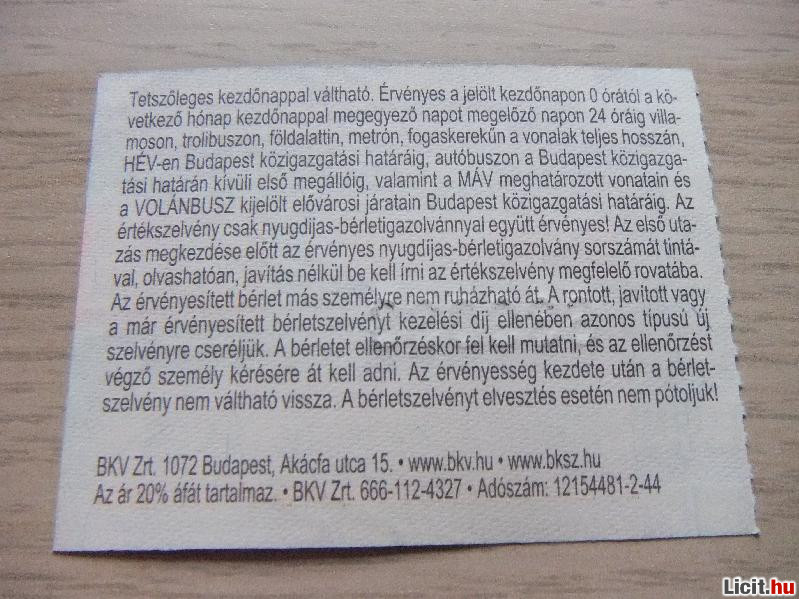 Tetszőleges kezdőnappal váltható. Érvényes a jelölt kezdőnapon 0 órától a kö-
vetkező hónap kezdőnappal megegyező napot megelőző napon 24 óráig villa-
moson, trolibuszon, földalattin, metrón, fogaskerekűn a vonalak teljes hosszán,
HÉV-en Budapest közigazgatási határáig, autóbuszon a Budapest közigazga-
tási határán kívüli első megállóig, valamint a MÁV meghatározott vonatain és
a VOLÁNBUSZ kijelölt elővárosi járatain Budapest közigazgatási határáig. Az
értékszelvény csak nyugdíjas-bérletigazolvánnyal együtt érvényes! Az első uta-
zás megkezdése előtt az érvényes nyugdíjas-bérletigazolvány sorszámát tintá-
val, olvashatóan, javítás nélkül be kell írni az értékszelvény megfelelő rovatába.
Az érvényesített bérlet más személyre nem ruházható át. A rontott, javított vagy
a már érvényesített bérletszelvényt kezelési díj ellenében azonos típusú új
szelvényre cseréljük. A bérletet ellenőrzéskor fel kell mutatni, és az ellenőrzést
végző személy kérésére át kell adni. Az érvényesség kezdete után a bérlet-
szelvény nem váltható vissza. A bérletszelvényt elvesztés esetén nem pótoljuk!
BKV Zrt. 1072 Budapest, Akácfa utca 15. • www.bkv.hu • www.bksz.hu
Az ár 20% áfát tartalmaz. • BKV Zrt. 666-112-4327 • Adószám: 12154481-2-44
Licit.hu